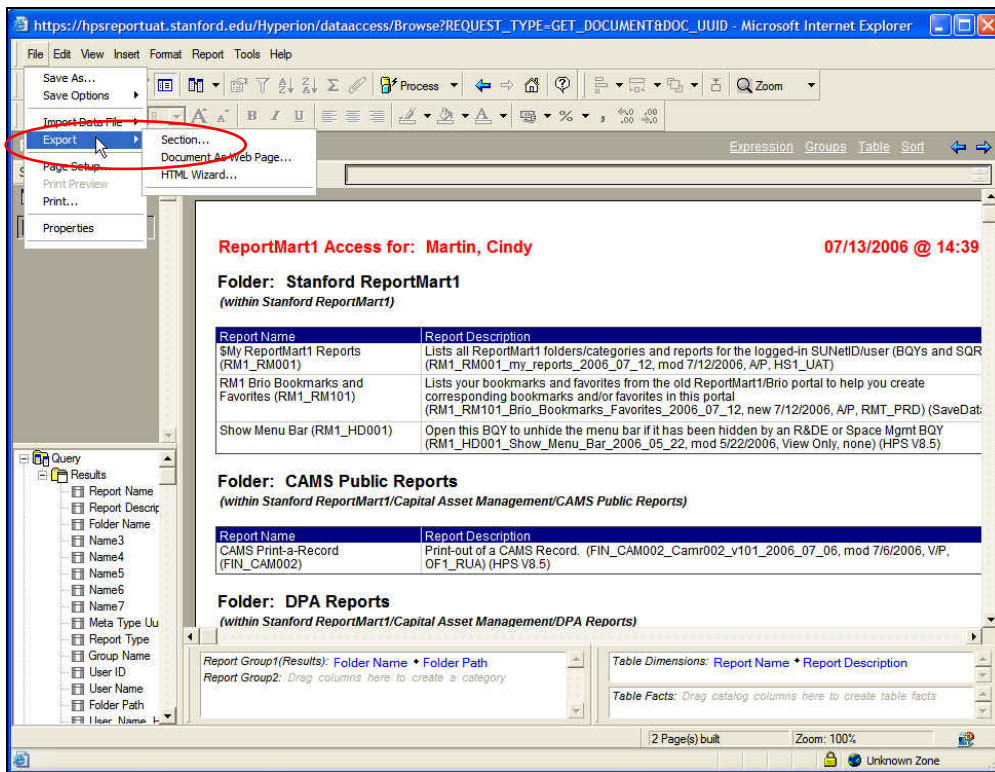 https://hpsreportuat.stanford.edu/Hyperion/dataaccess/Browse?REQUEST_TYPE=GET_DOCUMENT&DOC_UUID - Microsoft Internet Explorer
File Edit View Insert Format Report Tools Help
Save As...
Save Options
Import Data File
Export
Page Setup...
Print Preview
Print...
Properties
Section...
Document As Web Page...
HTML Wizard...
Process
Zoom
B I U
Expression Groups Table Sort
ReportMart1 Access for: Martin, Cindy 07/13/2006 @ 14:39
Folder: Stanford ReportMart1
(within Stanford ReportMart1)
Report Name Report Description
$My ReportMart1 Reports Lists all ReportMart1 folders/categories and reports for the logged-in SUNetID/user (BQYs and SQR
(RM1_RM001) (RM1_RM001_my_reports_2006_07_12, mod 7/12/2006, A/P, HS1_UAT)
RM1 Brio Bookmarks and Lists your bookmarks and favorites from the old ReportMart1/Brio portal to help you create
Favorites (RM1_RM101) corresponding bookmarks and/or favorites in this portal
(RM1_RM101_Brio_Bookmarks_Favorites_2006_07_12, new 7/12/2006, A/P, RMT_PRD) (SaveData
Show Menu Bar (RM1_HD001) Open this BQY to unhide the menu bar if it has been hidden by an R&DE or Space Mgmt BQY
(RM1_HD001_Show_Menu_Bar_2006_05_22, mod 5/22/2006, View Only, none) (HPS V8.5)
Folder: CAMS Public Reports
(within Stanford ReportMart1/Capital Asset Management/CAMS Public Reports)
Report Name Report Description
CAMS Print-a-Record Print-out of a CAMS Record. (FIN_CAM002_Camr002_v101_2006_07_06, mod 7/6/2006, V/P,
(FIN_CAM002) OF1_RUA) (HPS V8.5)
Folder: DPA Reports
(within Stanford ReportMart1/Capital Asset Management/DPA Reports)
Query
Results
Report Name
Report Descrip
Folder Name
Name3
Name4
Name5
Name6
Name7
Meta Type Uu
Report Type
Group Name
User ID
User Name
Folder Path
User Name F
Report Group1(Results): Folder Name Folder Path
Report Group2: Drag columns here to create a category
Table Dimensions: Report Name Report Description
Table Facts: Drag catalog columns here to create table facts
2 Page(s) built Zoom: 100%
Unknown Zone